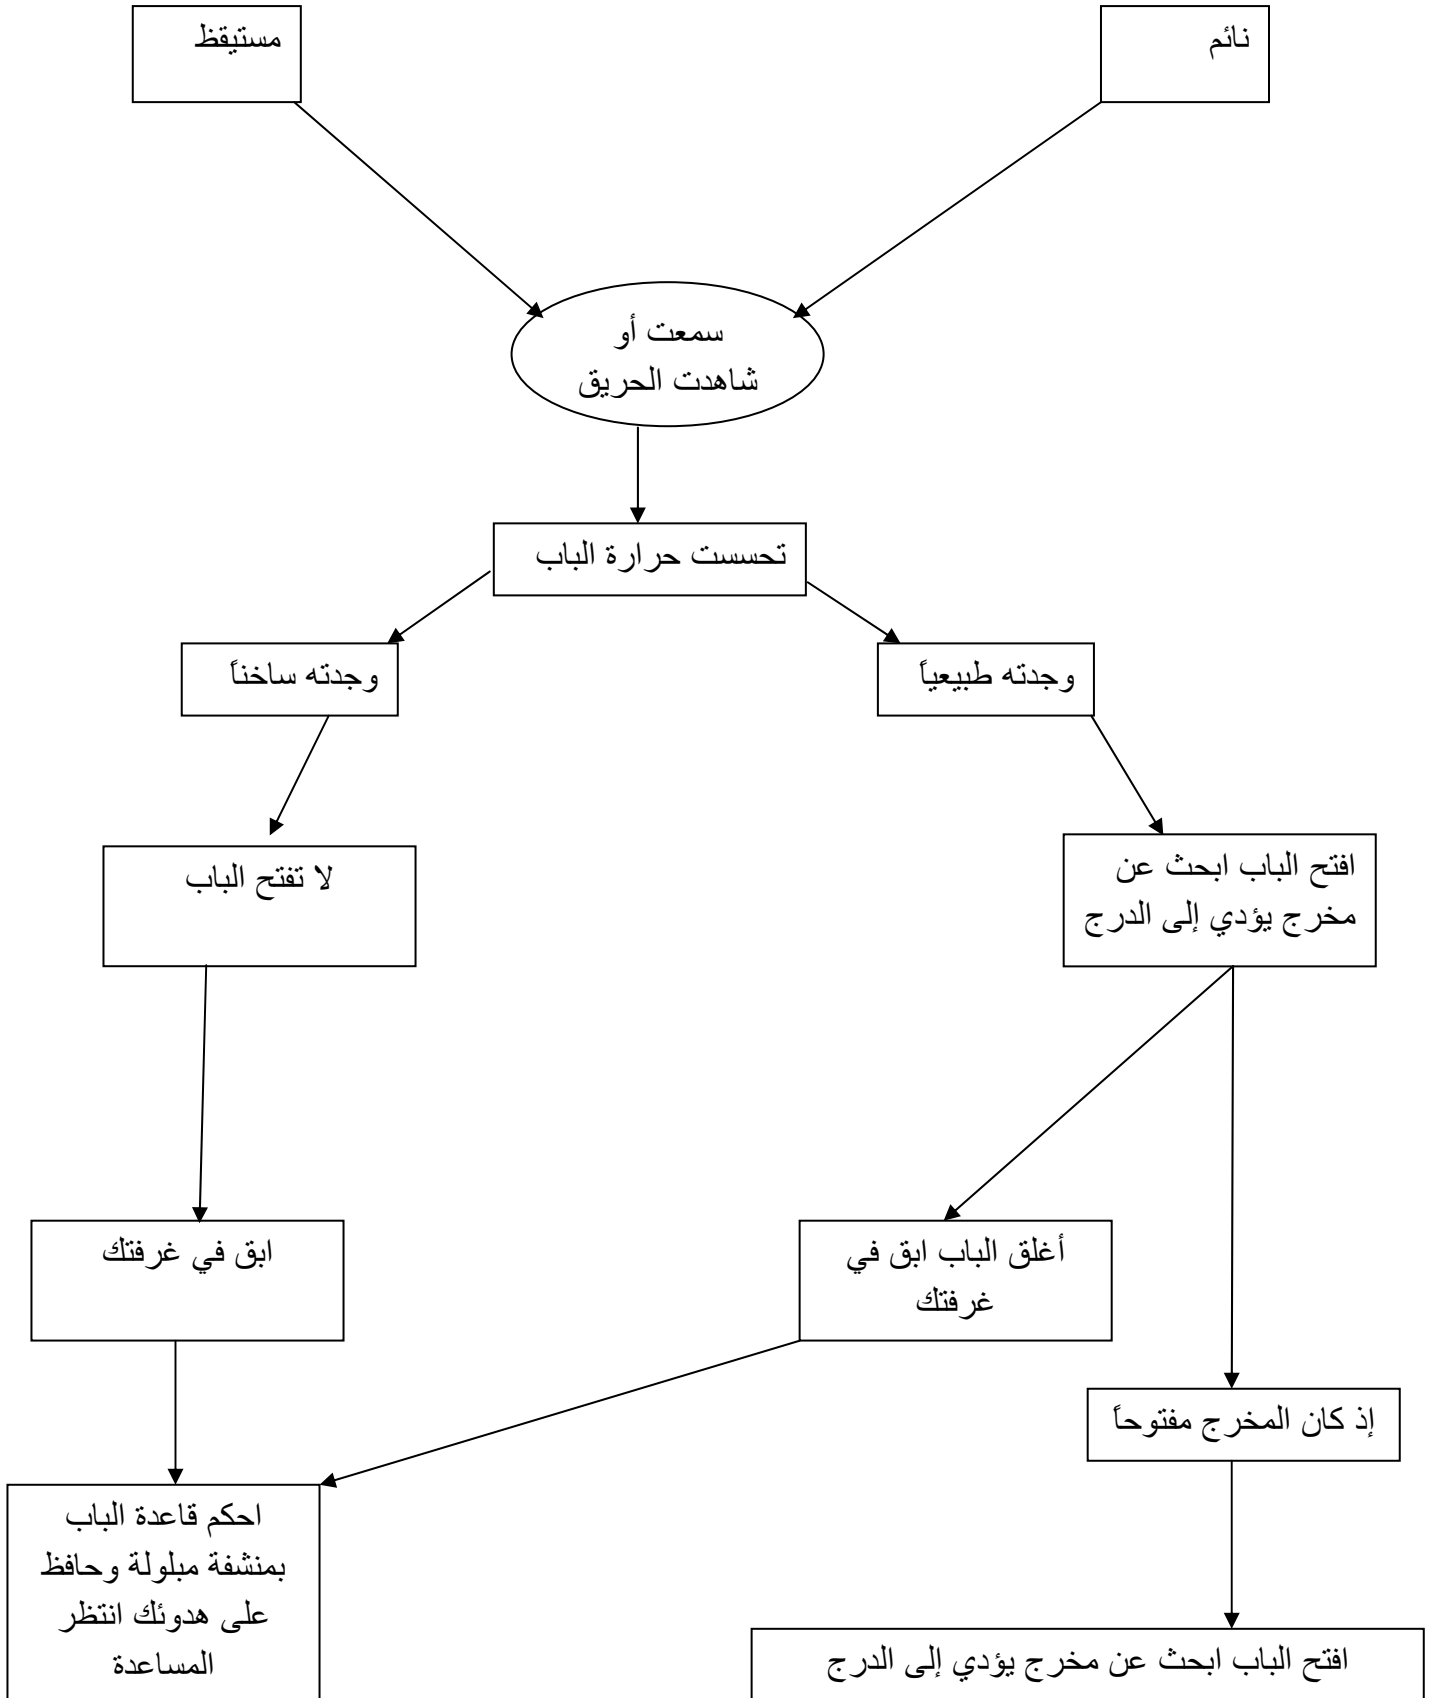 نائم
مستيقظ
سمعت أو
شاهدت الحريق
تحسست حرارة الباب
وجدته طبيعياً
وجدته ساخناً
افتح الباب ابحث عن
مخرج يؤدي إلى الدرج
لا تفتح الباب
أغلق الباب ابق في
غرفتك
ابق في غرفتك
إذ كان المخرج مفتوحاً
احكم قاعدة الباب
بمنشفة مبلولة وحافظ
على هدوئك انتظر
المساعدة
افتح الباب ابحث عن مخرج يؤدي إلى الدرج